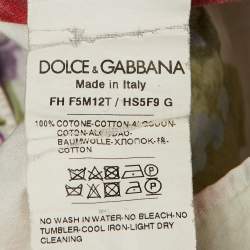 DOLCE & GABBANA
Made in Italy
FH F5M12T / HS5F9 G
100% COTONE-COTTON-ALGODON-
COTON-ALGODAO-
BAUMWOLLE-ХЛОПОК-棉-
COTTON
NO WASH IN WATER-NO BLEACH-NO
TUMBLER-COOL IRON-LIGHT DRY
CLEANING